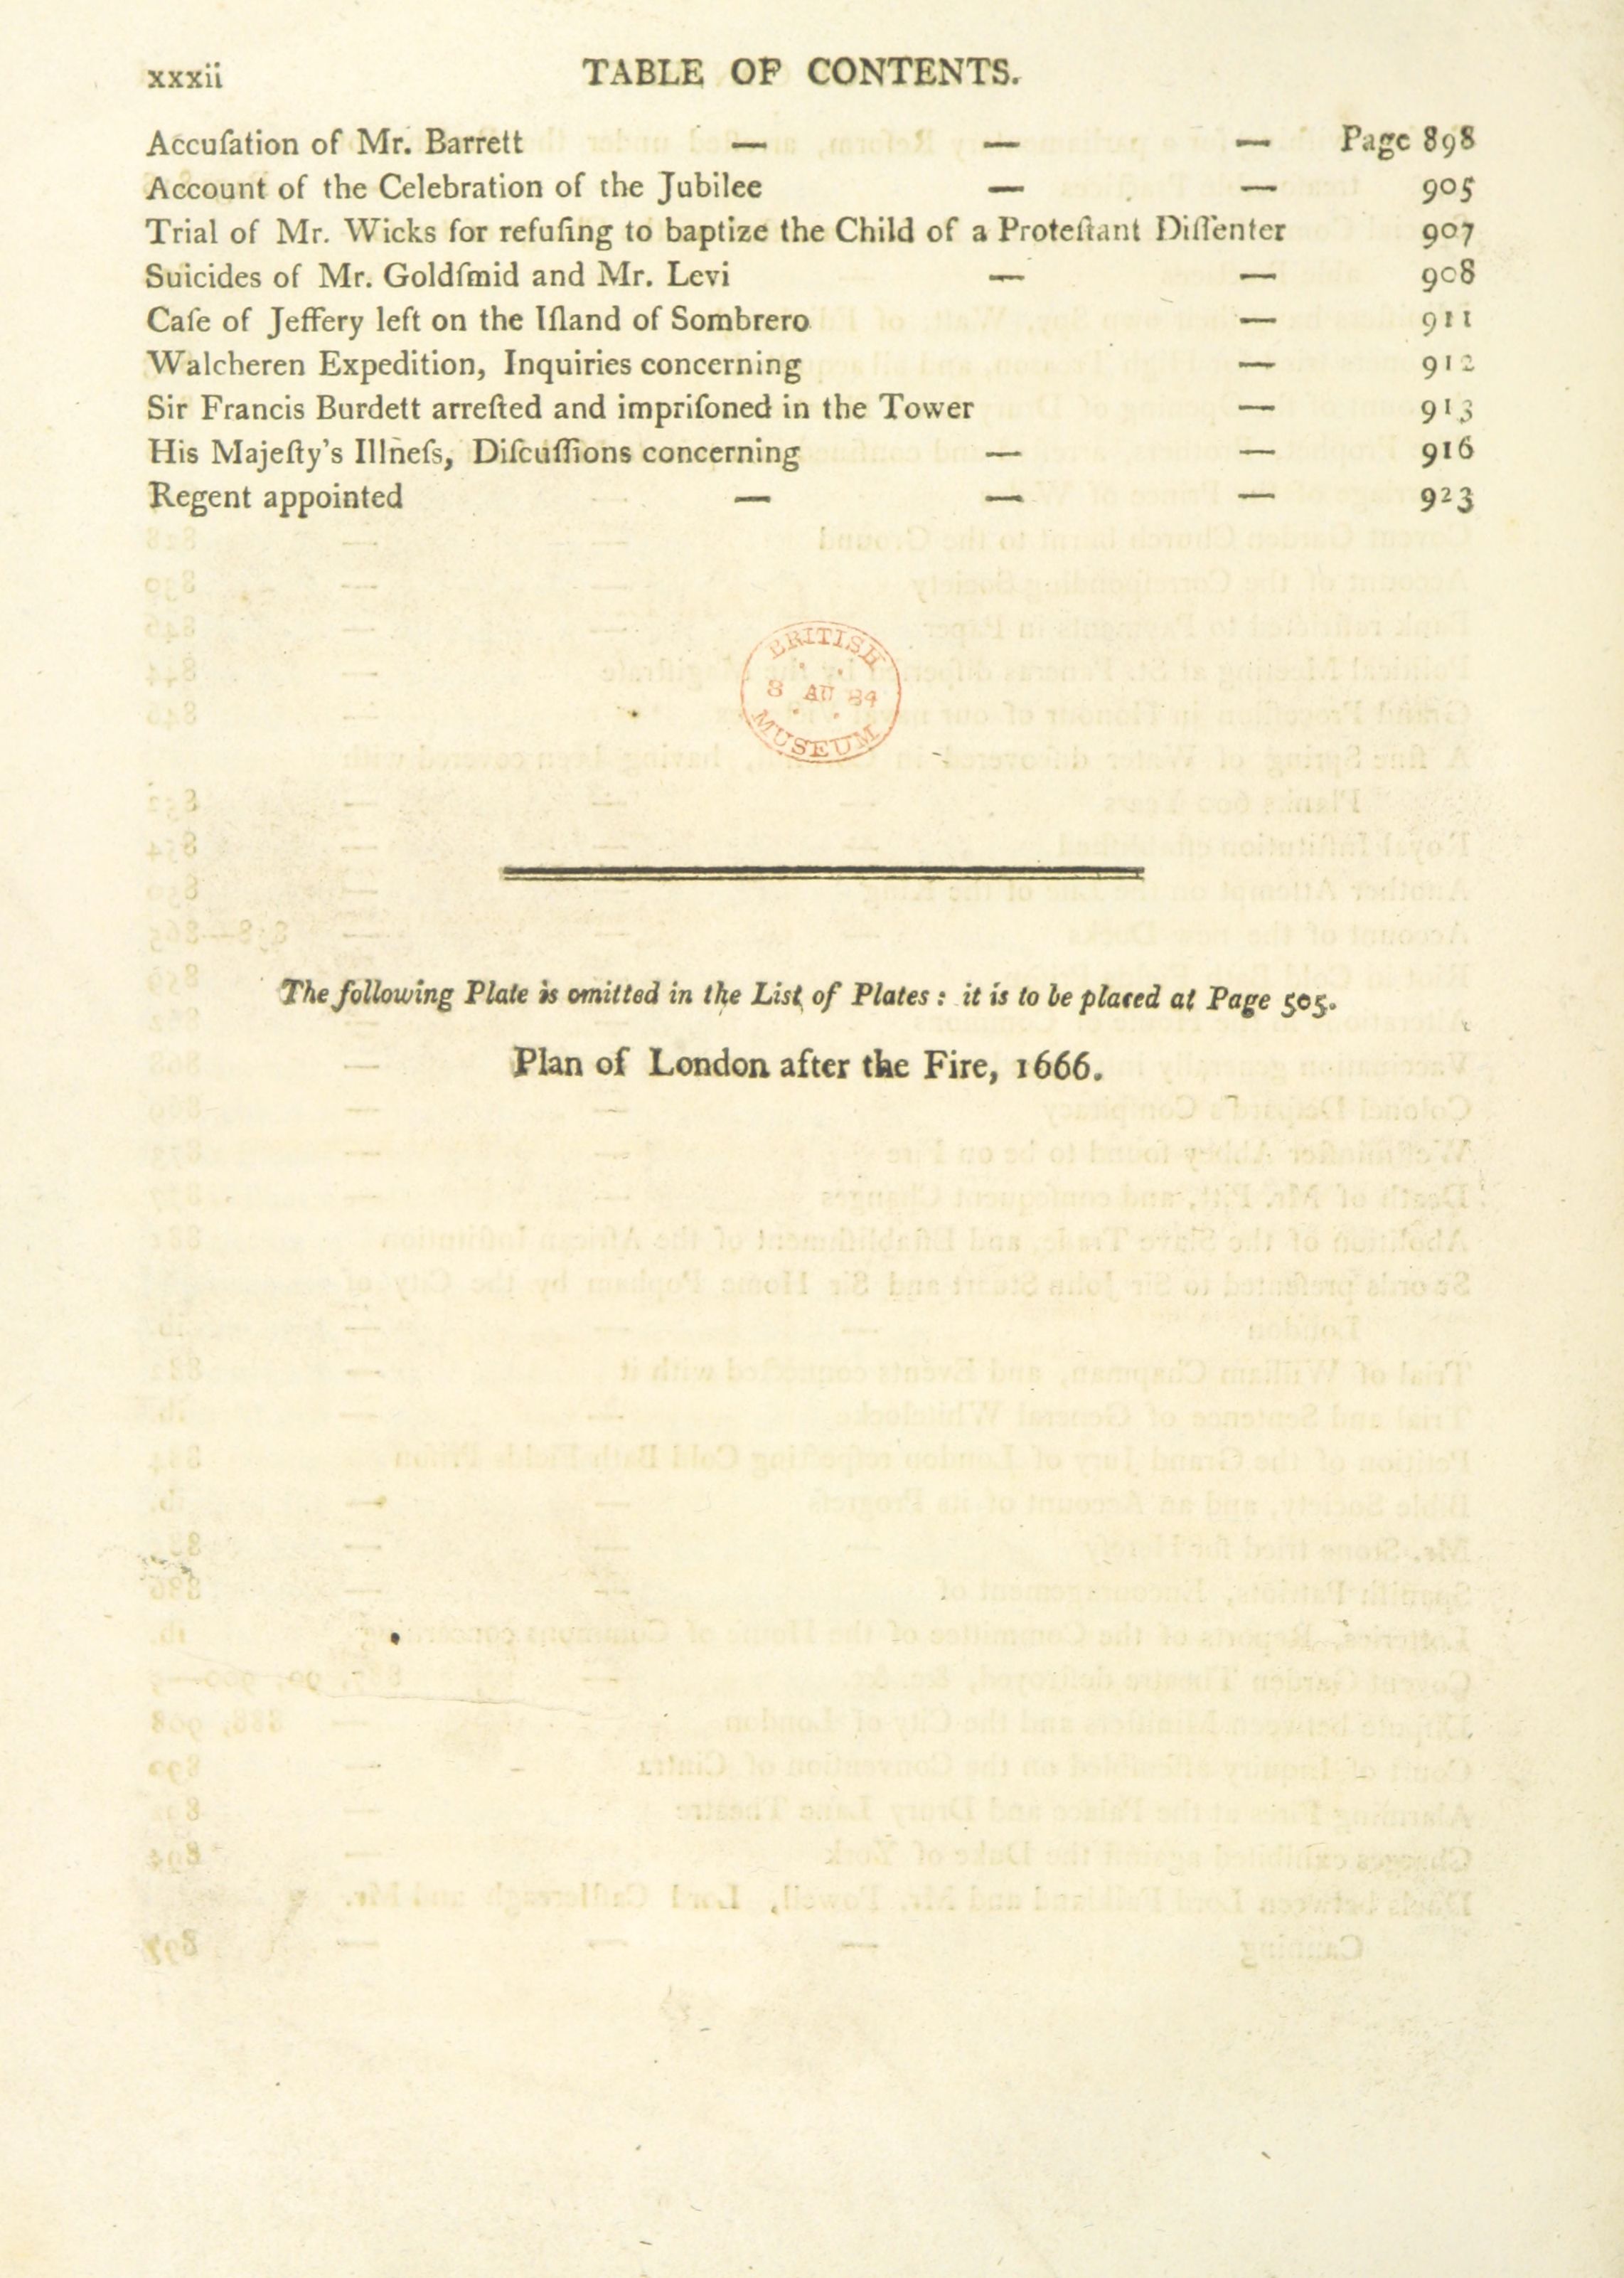 xxxii
TABLE OF CONTENTS.
Accuſation of Mr. Barrett — — — Page 898
Account of the Celebration of the Jubilee — — 905
Trial of Mr. Wicks for refuſing to baptize the Child of a Proteſtant Diſſenter 907
Suicides of Mr. Goldſmid and Mr. Levi — — 908
Caſe of Jeffery left on the Iſland of Sombrero — 911
Walcheren Expedition, Inquiries concerning — 912
Sir Francis Burdett arreſted and impriſoned in the Tower — 913
His Majeſty's Illneſs, Diſcuſſions concerning — — 916
Regent appointed — — — 923
BRITISH
8 AU 84
MUSEUM
The following Plate is omitted in the List of Plates : it is to be placed at Page 505.
Plan of London after the Fire, 1666.